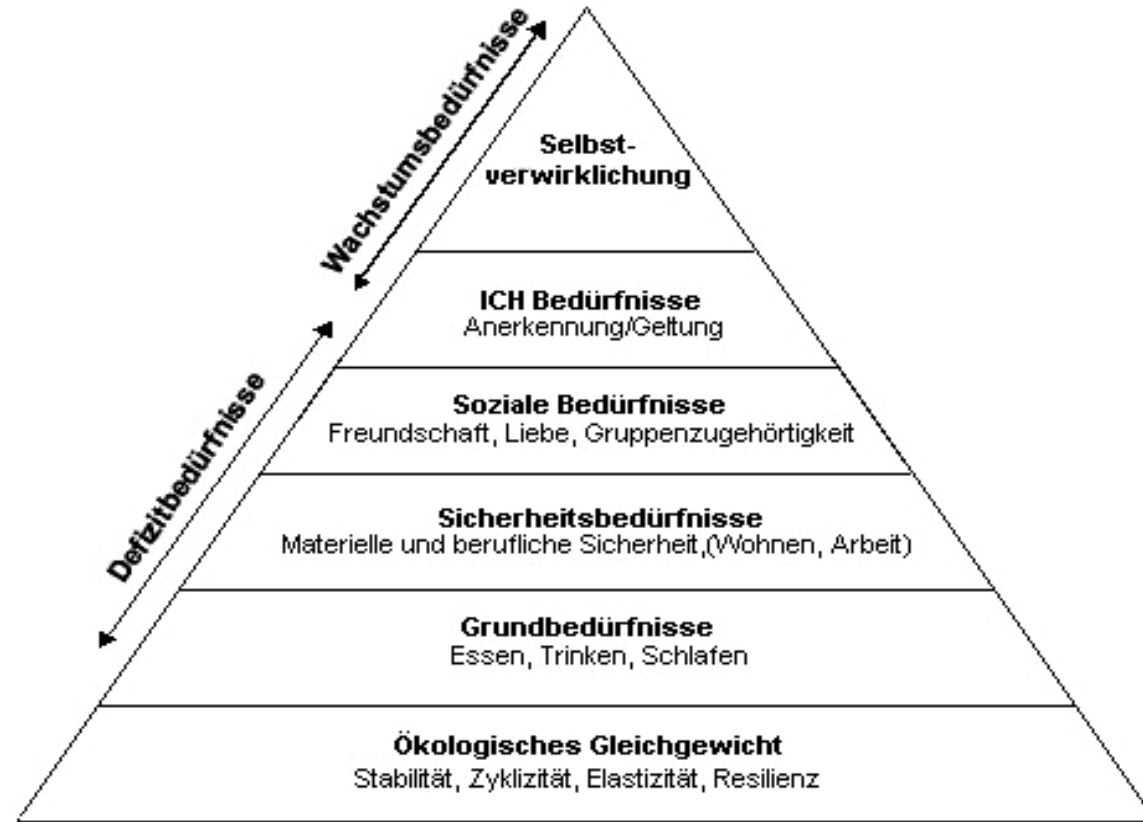 Wachstumsbedürfnisse
Defizitbedürfnisse
Selbst-
verwirklichung
ICH Bedürfnisse
Anerkennung/Geltung
Soziale Bedürfnisse
Freundschaft, Liebe, Gruppenzugehörtigkeit
Sicherheitsbedürfnisse
Materielle und berufliche Sicherheit,(Wohnen, Arbeit)
Grundbedürfnisse
Essen, Trinken, Schlafen
Ökologisches Gleichgewicht
Stabilität, Zyklizität, Elastizität, Resilienz